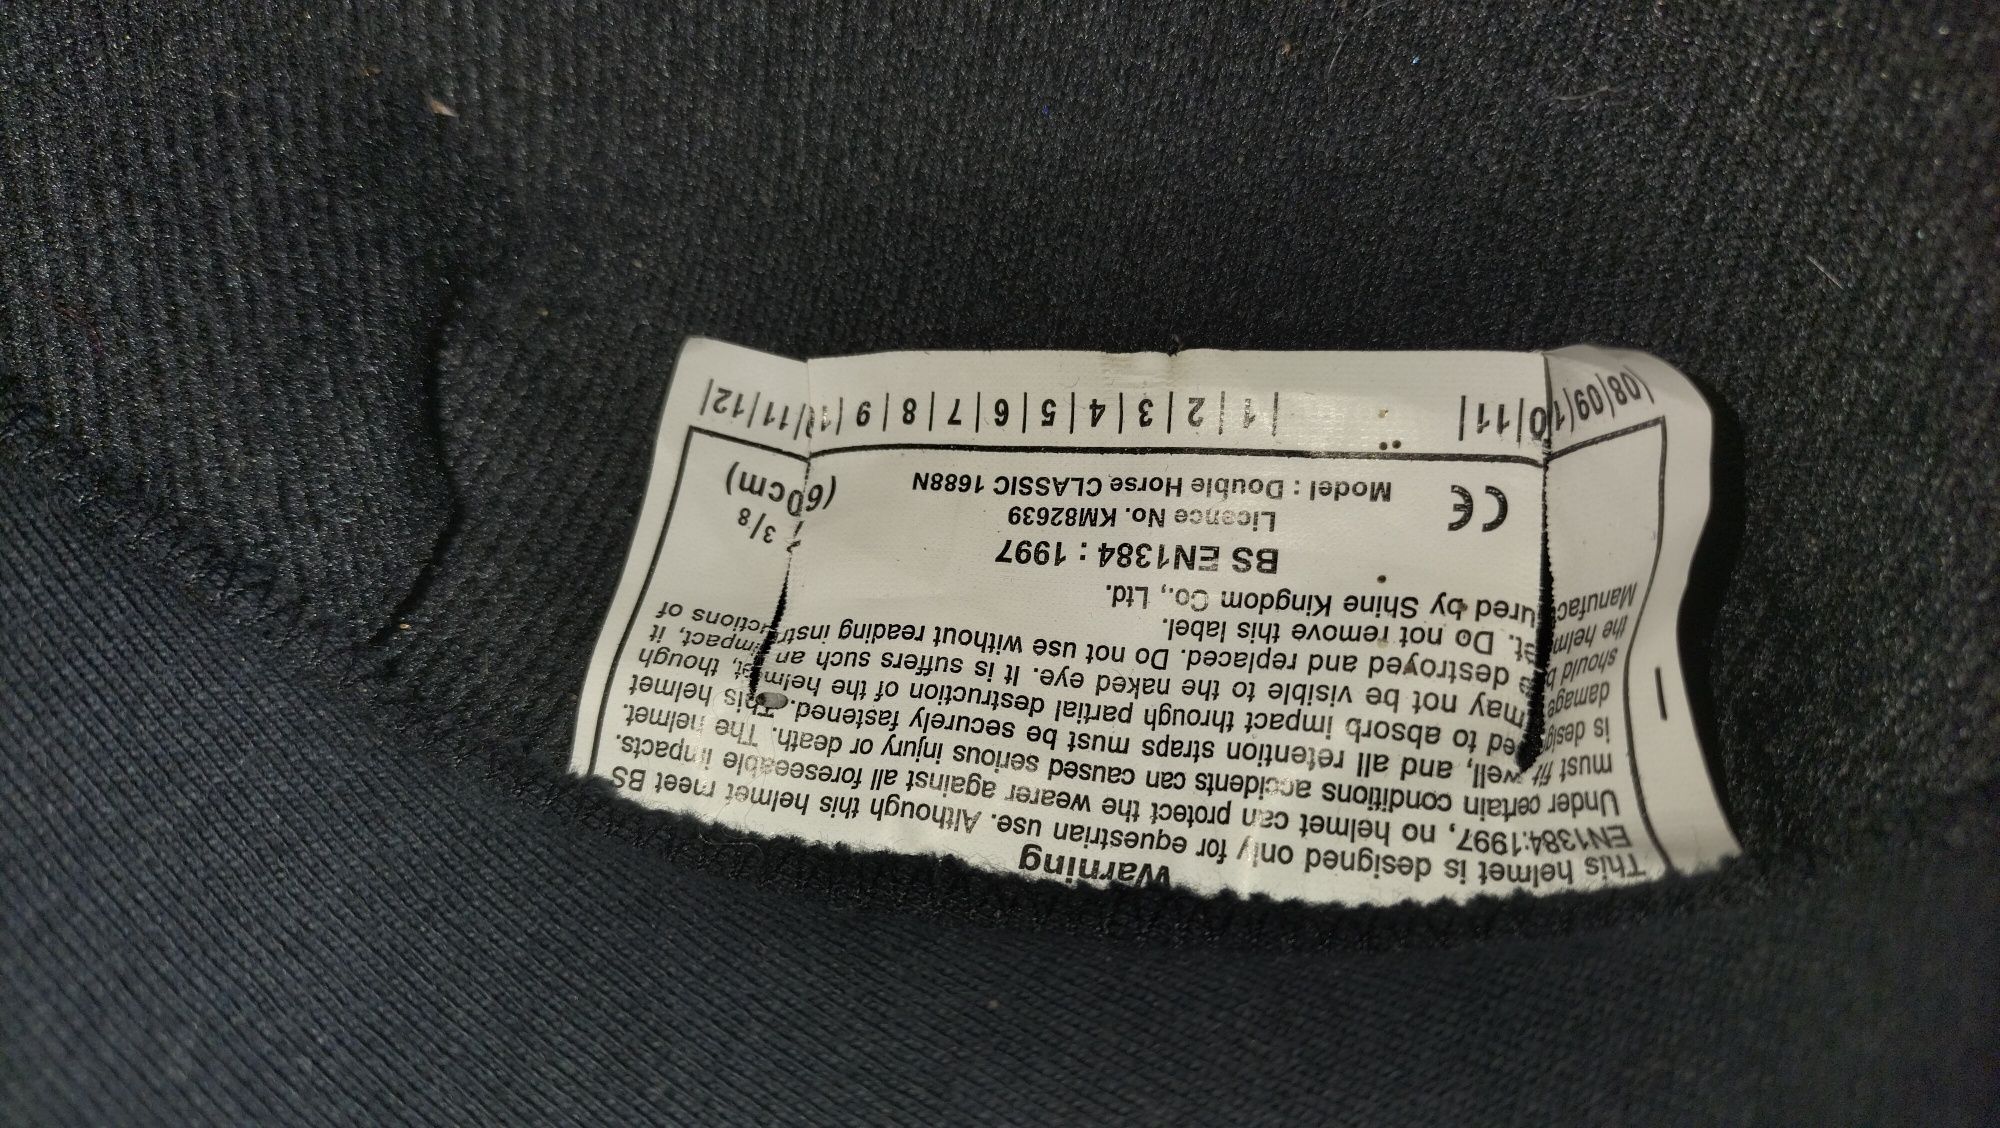 Warning
This helmet is designed only for equestrian use. Although this helmet meet BS
EN1384:1997, no helmet can protect the wearer against all foreseeable impacts.
Under certain conditions accidents can caused serious injury or death. The helmet
must fit well, and all retention straps must be securely fastened. This helmet
is designed to absorb impact through partial destruction of the helmet, though
damage may not be visible to the naked eye. It is suffers such an impact, it
should be destroyed and replaced. Do not use without reading instructions of
the helmet. Do not remove this label.
Manufactured by Shine Kingdom Co., Ltd.
BS EN1384 : 1997
Licence No. KM82639
7 3/8
CE Model : Double Horse CLASSIC 1688N (60cm)
|08|09|10|11| |1|2|3|4|5|6|7|8|9|10|11|12|